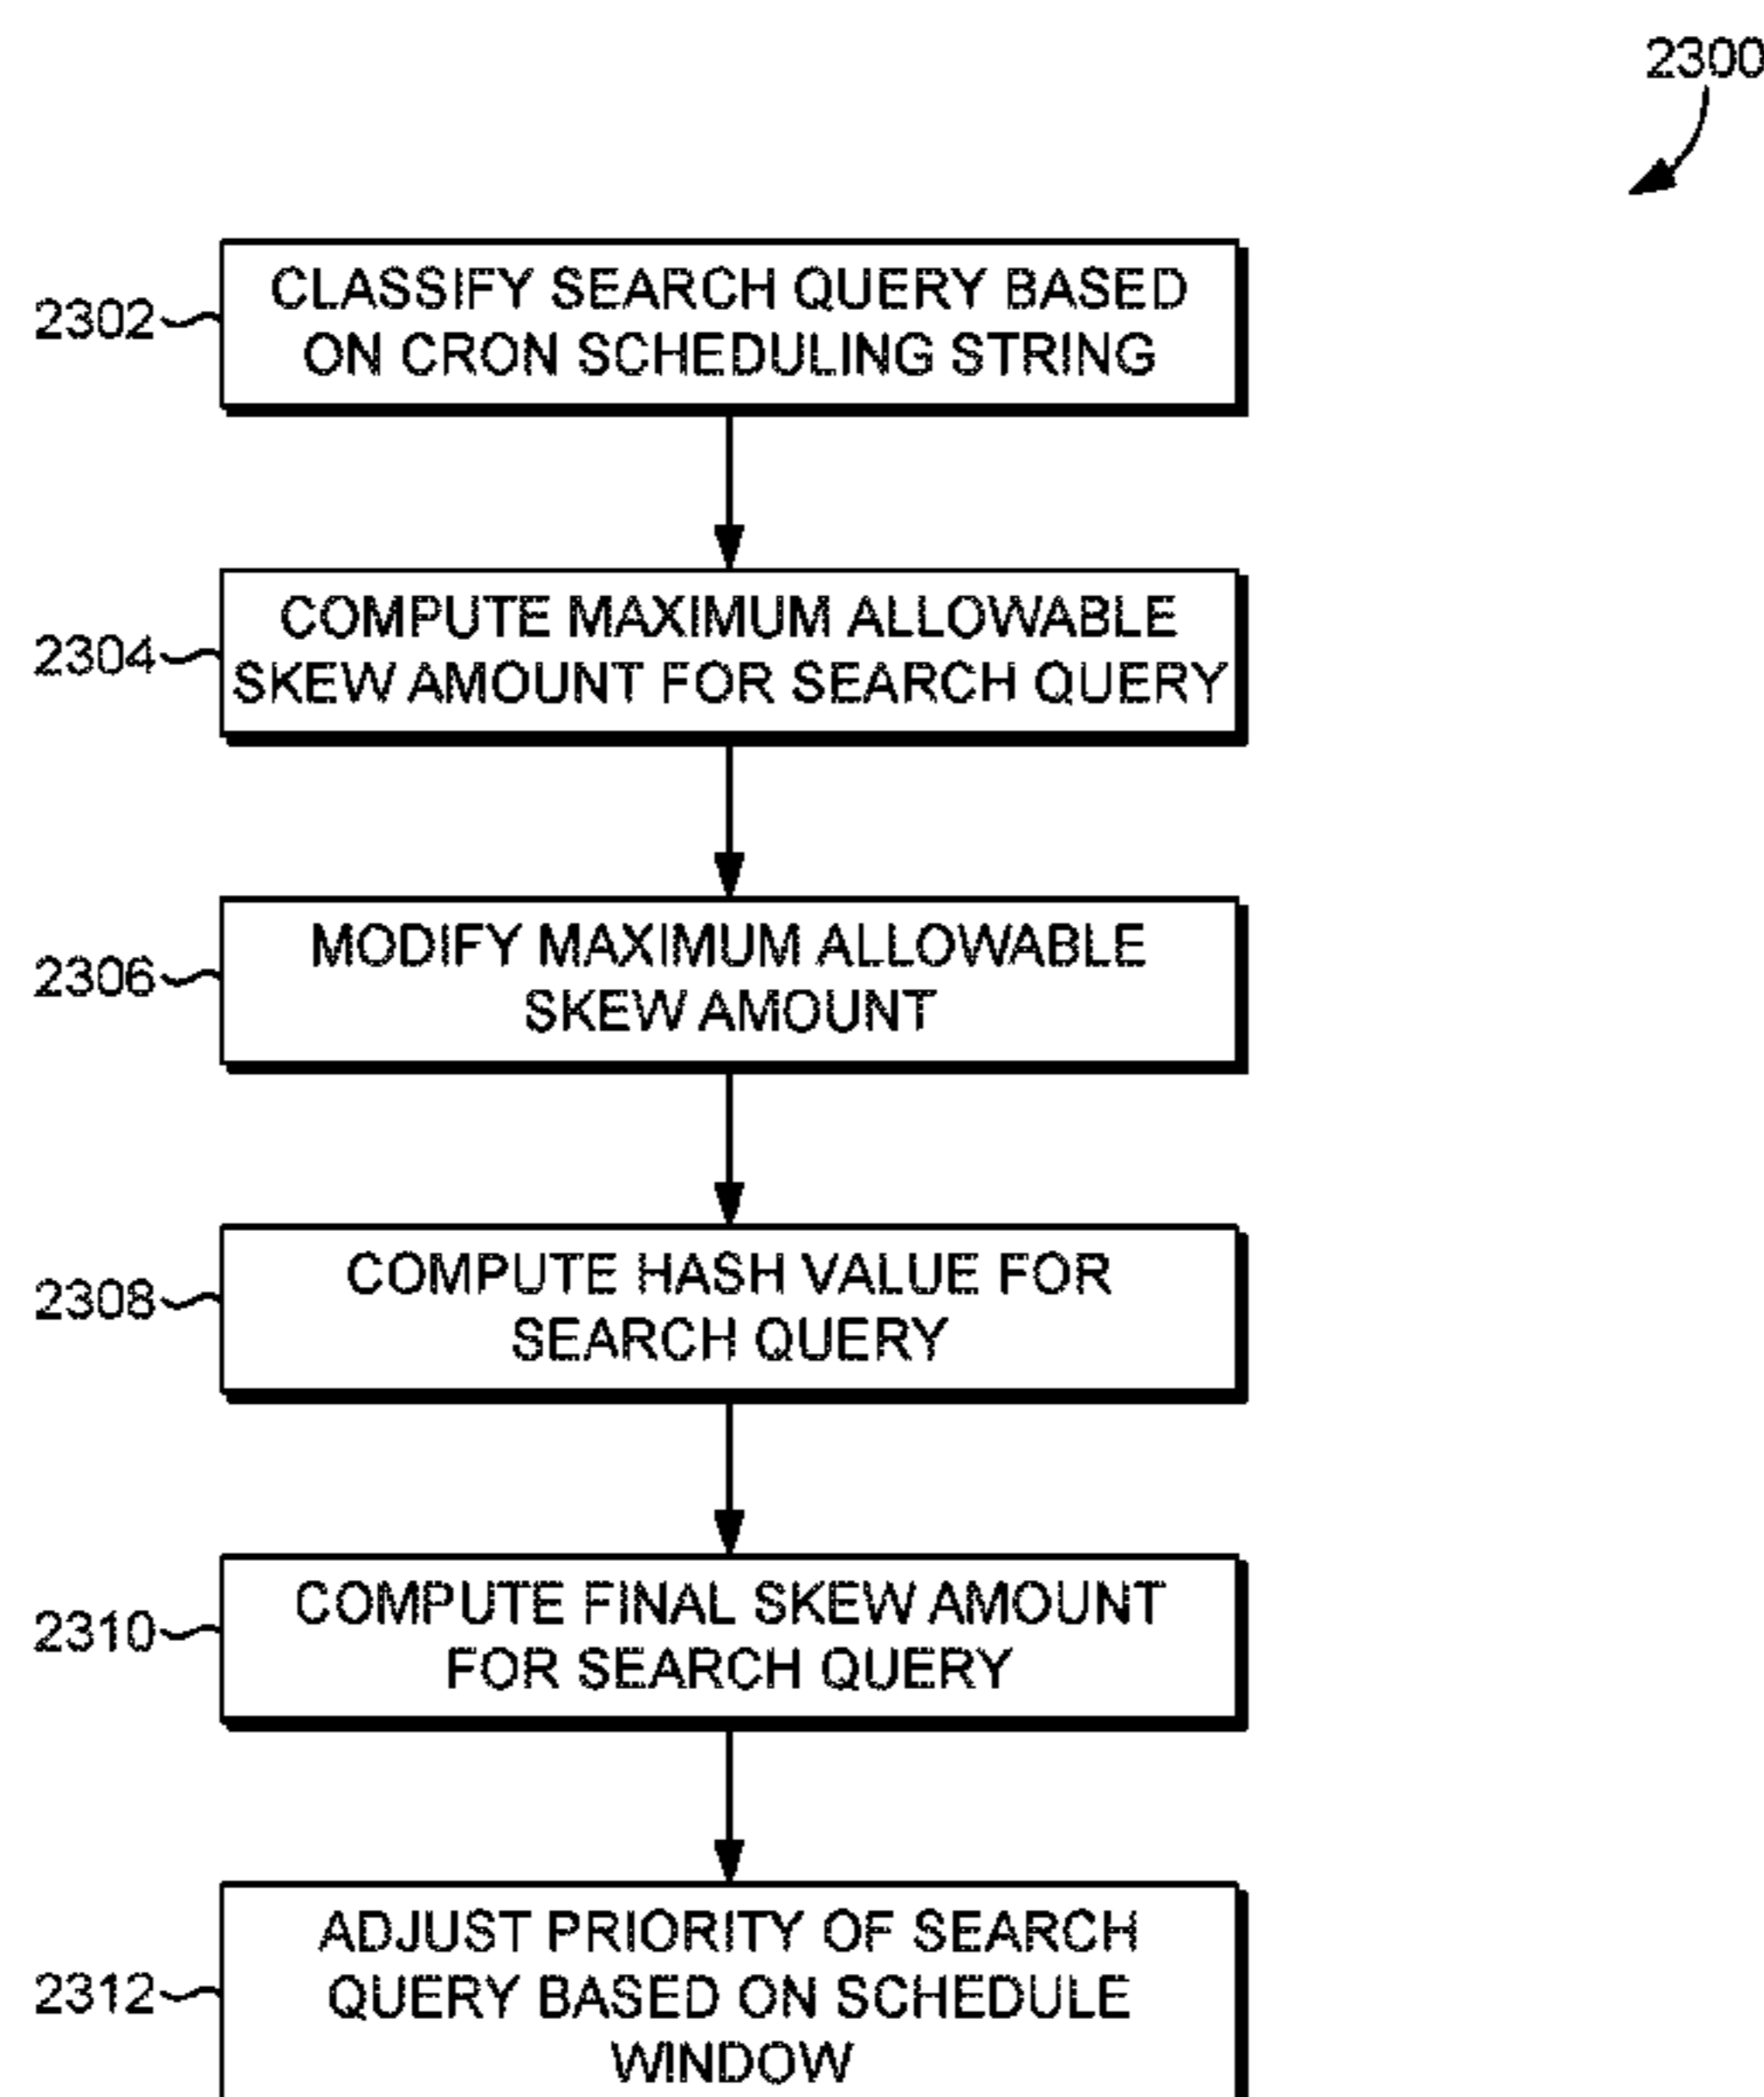 2300
2302
CLASSIFY SEARCH QUERY BASED
ON CRON SCHEDULING STRING
2304
COMPUTE MAXIMUM ALLOWABLE
SKEW AMOUNT FOR SEARCH QUERY
2306
MODIFY MAXIMUM ALLOWABLE
SKEW AMOUNT
2308
COMPUTE HASH VALUE FOR
SEARCH QUERY
2310
COMPUTE FINAL SKEW AMOUNT
FOR SEARCH QUERY
2312
ADJUST PRIORITY OF SEARCH
QUERY BASED ON SCHEDULE
WINDOW